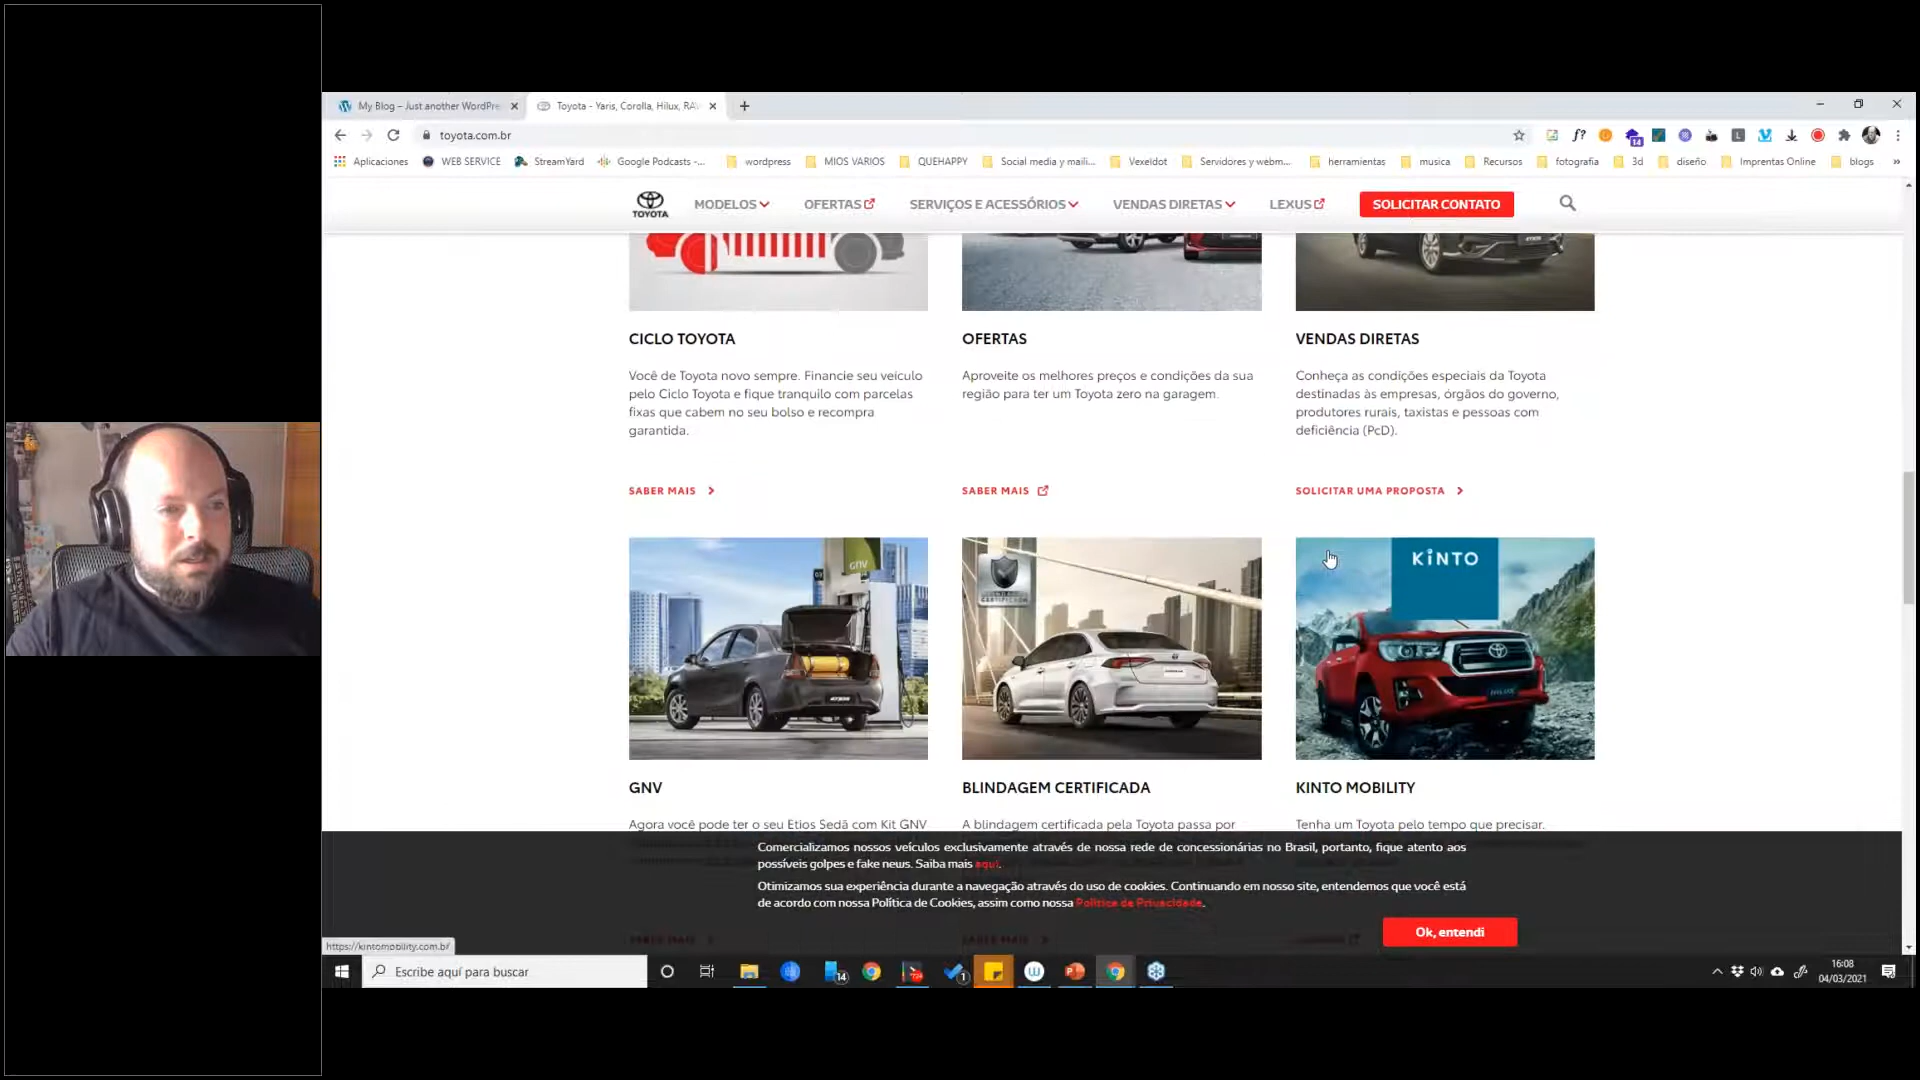 My Blog – Just another WordPre
Toyota - Yaris, Corolla, Hilux, RA
toyota.com.br
Aplicaciones
WEB SERVICE
StreamYard
Google Podcasts -...
wordpress
MIOS VARIOS
QUEHAPPY
Social media y maili...
Vexeldot
Servidores y webm...
herramientas
musica
Recursos
fotografia
3d
diseño
Imprentas Online
blogs
TOYOTA
MODELOS
OFERTAS
SERVIÇOS E ACESSÓRIOS
VENDAS DIRETAS
LEXUS
SOLICITAR CONTATO
CICLO TOYOTA
Você de Toyota novo sempre. Financie seu veículo
pelo Ciclo Toyota e fique tranquilo com parcelas
fixas que cabem no seu bolso e recompra
garantida.
SABER MAIS
OFERTAS
Aproveite os melhores preços e condições da sua
região para ter um Toyota zero na garagem.
SABER MAIS
VENDAS DIRETAS
Conheça as condições especiais da Toyota
destinadas às empresas, órgãos do governo,
produtores rurais, taxistas e pessoas com
deficiência (PcD).
SOLICITAR UMA PROPOSTA
GNV
KINTO
GNV
Agora você pode ter o seu Etios Sedã com Kit GNV
BLINDAGEM CERTIFICADA
A blindagem certificada pela Toyota passa por
KINTO MOBILITY
Tenha um Toyota pelo tempo que precisar.
Comercializamos nossos veículos exclusivamente através de nossa rede de concessionárias no Brasil, portanto, fique atento aos
possíveis golpes e fake news. Saiba mais aqui.
Otimizamos sua experiência durante a navegação através do uso de cookies. Continuando em nosso site, entendemos que você está
de acordo com nossa Política de Cookies, assim como nossa Política de Privacidade.
Ok, entendi
SABER MAIS
SABER MAIS
https://kintomobility.com.br/
Escribe aquí para buscar
16:08
04/03/2021